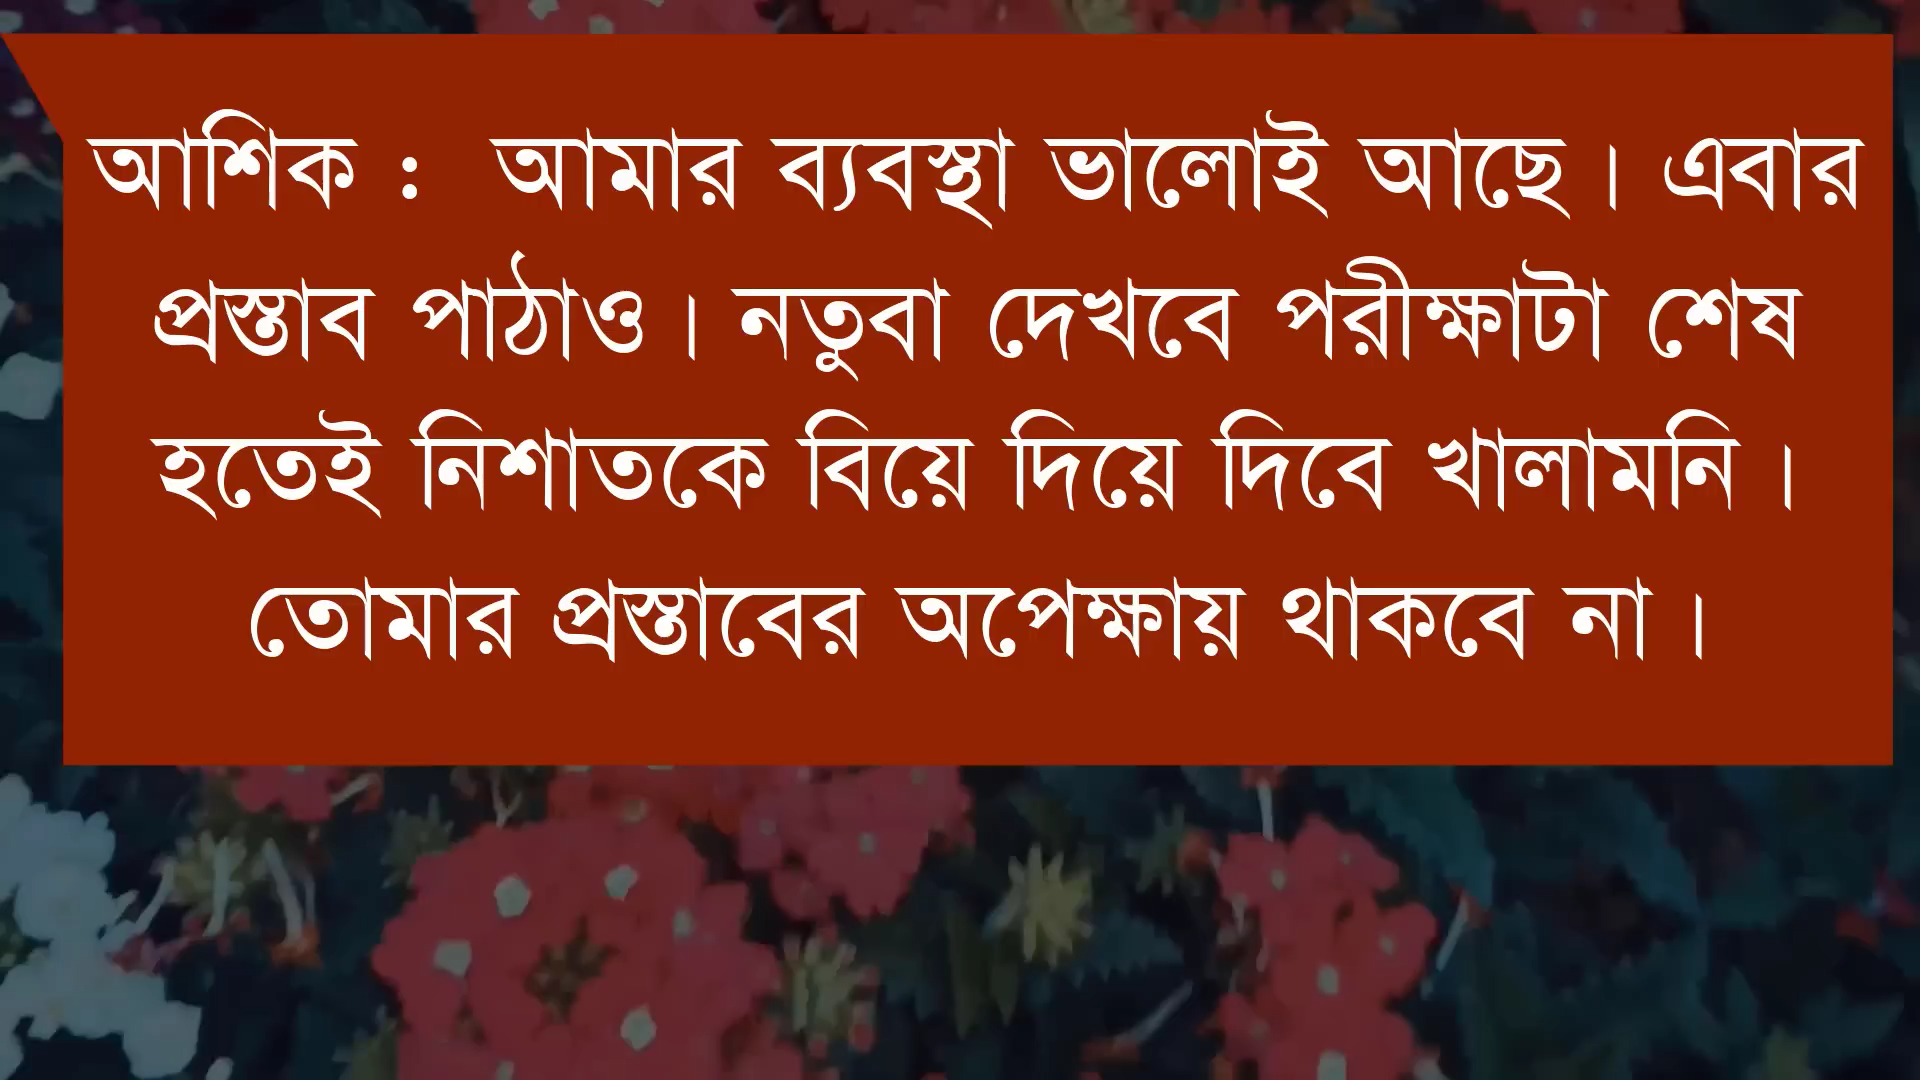 আশিক : আমার ব্যবস্থা ভালোই আছে । এবার
প্রস্তাব পাঠাও । নতুবা দেখবে পরীক্ষাটা শেষ
হতেই নিশাতকে বিয়ে দিয়ে দিবে খালামনি ।
তোমার প্রস্তাবের অপেক্ষায় থাকবে না ।